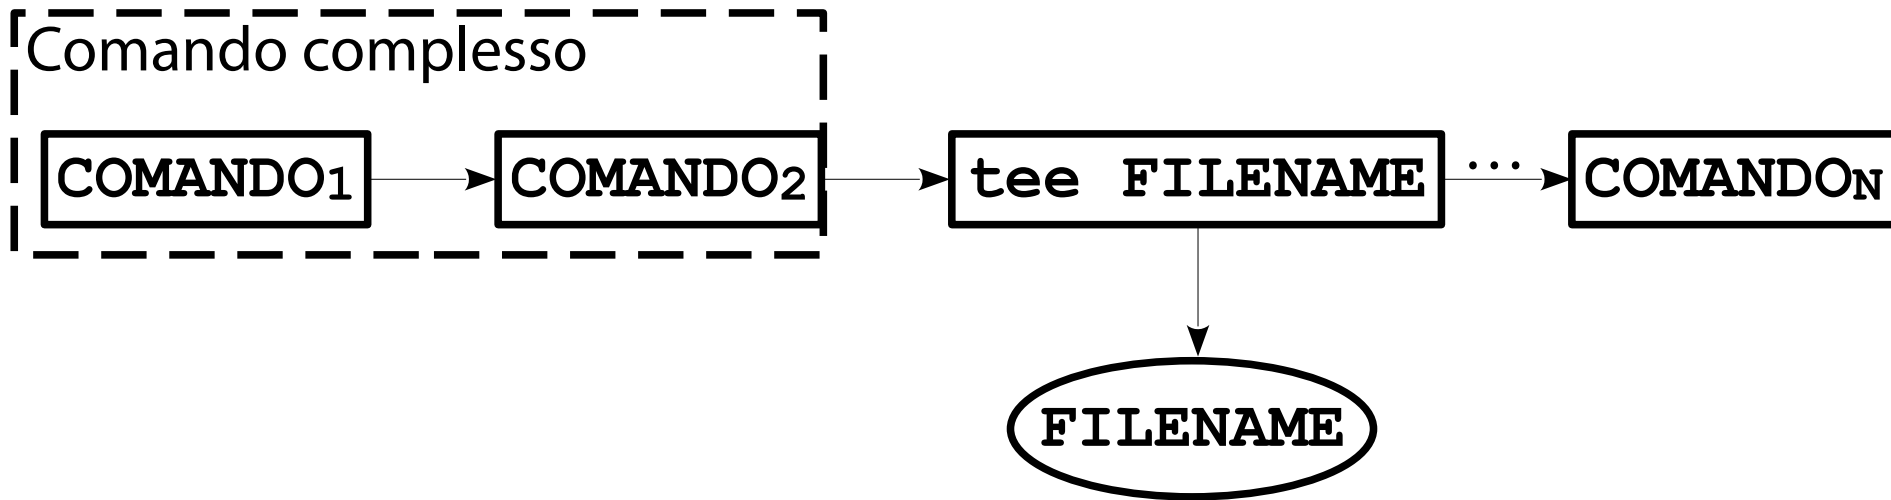 Comando complesso
COMANDO1
COMANDO2
tee FILENAME
...
COMANDON
FILENAME